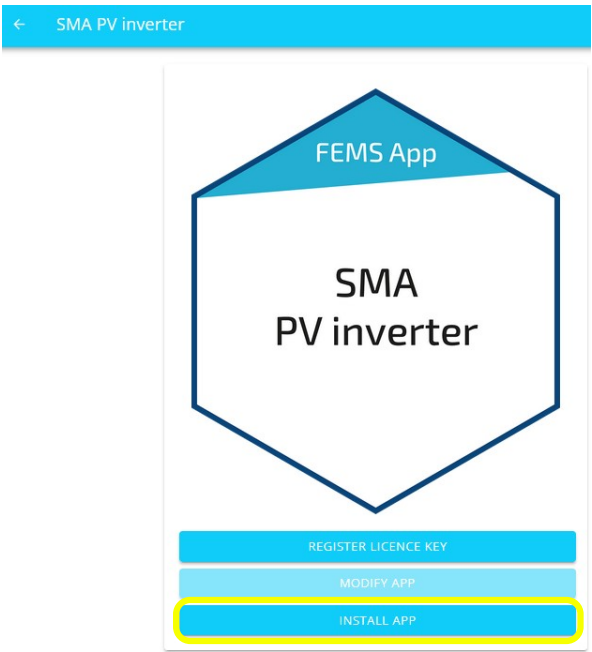 ← SMA PV inverter
FEMS App
SMA
PV inverter
REGISTER LICENCE KEY
MODIFY APP
INSTALL APP